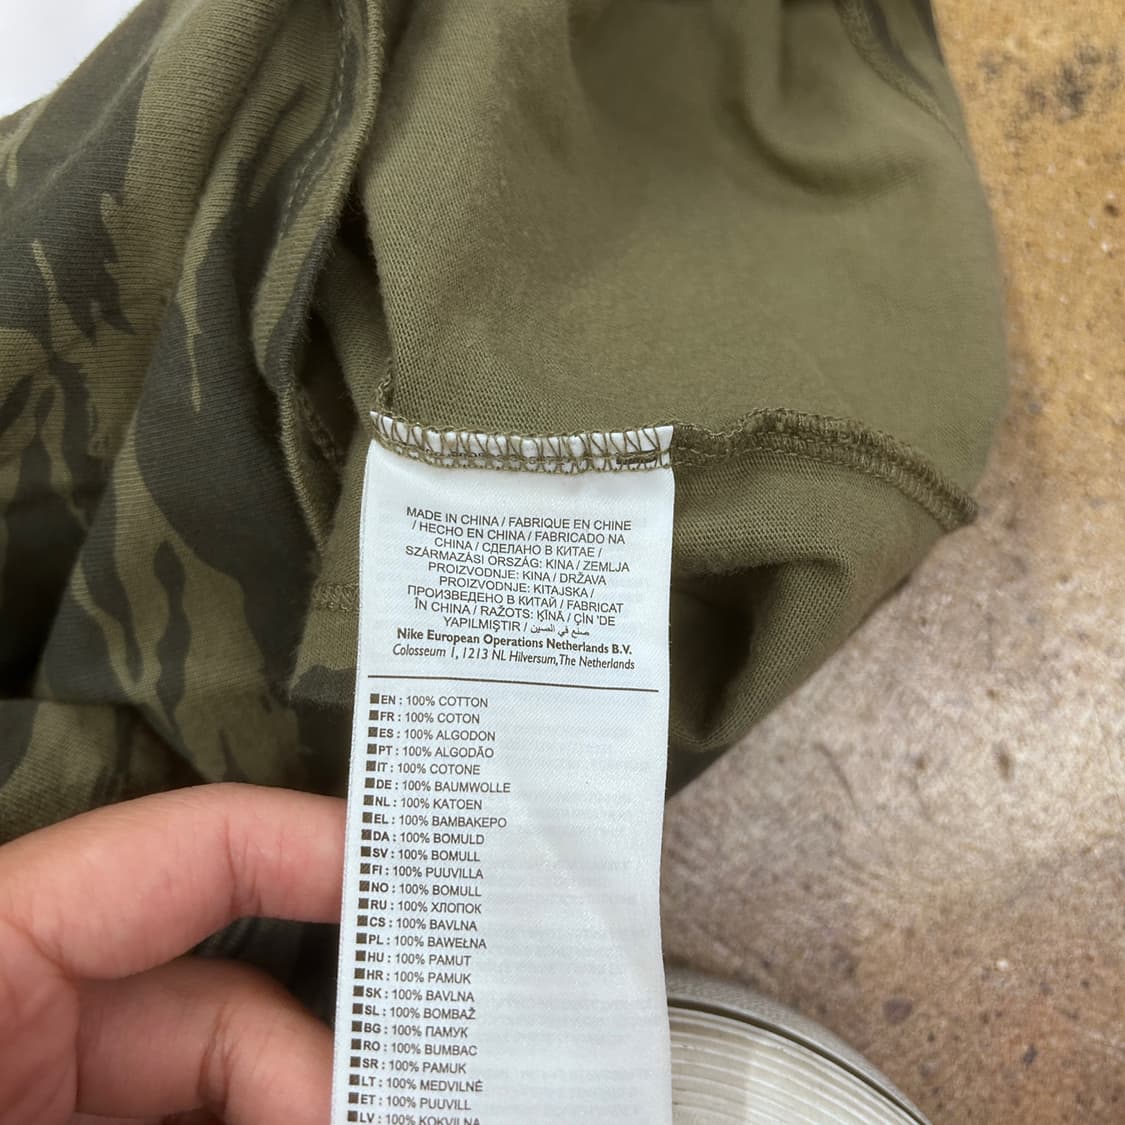 MADE IN CHINA / FABRIQUE EN CHINE
/ HECHO EN CHINA / FABRICADO NA
CHINA / СДЕЛАНО В КИТАЕ /
SZÁRMAZÁSI ORSZÁG: KINA / ZEMLJA
PROIZVODNJE: KINA / DRŽAVA
PROIZVODNJE: KITAJSKA /
ПРОИЗВЕДЕНО В КИТАЙ / FABRICAT
ÎN CHINA / RAŽOTS: ĶĪNĀ / ÇİN 'DE
YAPILMIŞTIR / صنع في الصين
Nike European Operations Netherlands B.V.
Colosseum 1, 1213 NL Hilversum, The Netherlands
EN : 100% COTTON
FR : 100% COTON
ES : 100% ALGODON
PT : 100% ALGODÃO
IT : 100% COTONE
DE : 100% BAUMWOLLE
NL : 100% KATOEN
EL : 100% ΒΑΜΒΑΚΕΡΟ
DA : 100% BOMULD
SV : 100% BOMULL
FI : 100% PUUVILLA
NO : 100% BOMULL
RU : 100% ХЛОПОК
CS : 100% BAVLNA
PL : 100% BAWEŁNA
HU : 100% PAMUT
HR : 100% PAMUK
SK : 100% BAVLNA
SL : 100% BOMBAŽ
BG : 100% ПАМУК
RO : 100% BUMBAC
SR : 100% PAMUK
LT : 100% MEDVILNĖ
ET : 100% PUUVILL
LV : 100% KOKVILNA